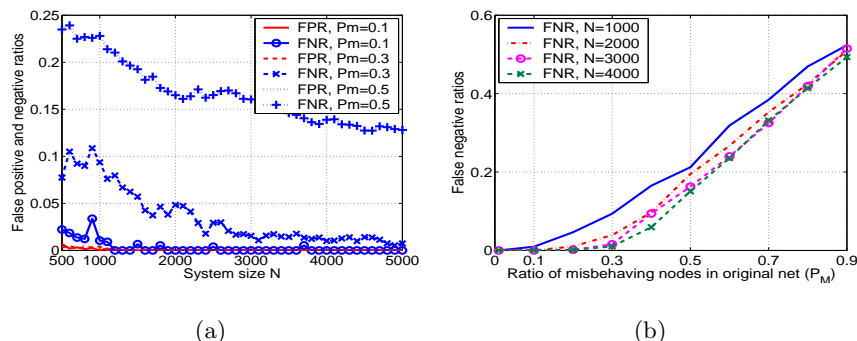 False positive and negative ratios
0.25
0.2
0.15
0.1
0.05
0
500
1000
2000
3000
4000
5000
System size N
FPR, Pm=0.1
FNR, Pm=0.1
FPR, Pm=0.3
FNR, Pm=0.3
FPR, Pm=0.5
FNR, Pm=0.5
(a)
False negative ratios
0.6
0.4
0.2
0
0
0.1
0.3
0.5
0.7
0.9
Ratio of misbehaving nodes in original net (P_M)
FNR, N=1000
FNR, N=2000
FNR, N=3000
FNR, N=4000
(b)